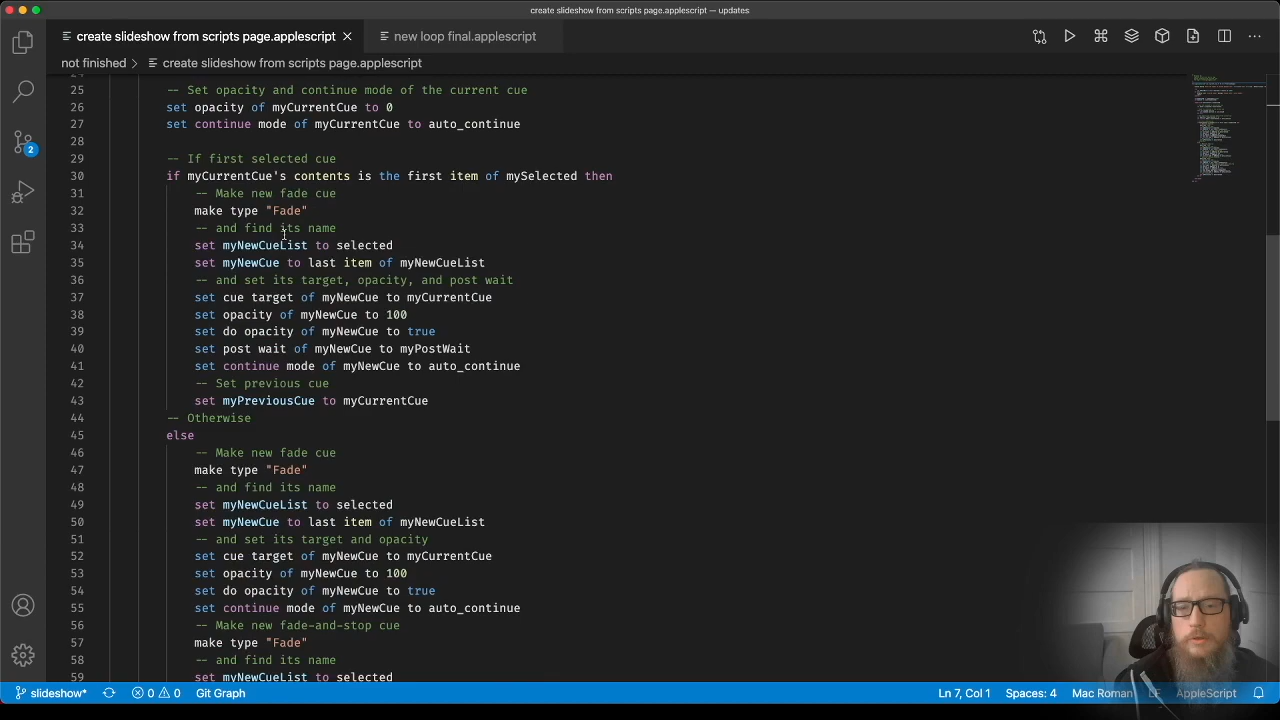 create slideshow from scripts page.applescript — updates
create slideshow from scripts page.applescript
new loop final.applescript
not finished > create slideshow from scripts page.applescript
25 -- Set opacity and continue mode of the current cue
26 set opacity of myCurrentCue to 0
27 set continue mode of myCurrentCue to auto_continue
28
29 -- If first selected cue
30 if myCurrentCue's contents is the first item of mySelected then
31 -- Make new fade cue
32 make type "Fade"
33 -- and find its name
34 set myNewCueList to selected
35 set myNewCue to last item of myNewCueList
36 -- and set its target, opacity, and post wait
37 set cue target of myNewCue to myCurrentCue
38 set opacity of myNewCue to 100
39 set do opacity of myNewCue to true
40 set post wait of myNewCue to myPostWait
41 set continue mode of myNewCue to auto_continue
42 -- Set previous cue
43 set myPreviousCue to myCurrentCue
44 -- Otherwise
45 else
46 -- Make new fade cue
47 make type "Fade"
48 -- and find its name
49 set myNewCueList to selected
50 set myNewCue to last item of myNewCueList
51 -- and set its target and opacity
52 set cue target of myNewCue to myCurrentCue
53 set opacity of myNewCue to 100
54 set do opacity of myNewCue to true
55 set continue mode of myNewCue to auto_continue
56 -- Make new fade-and-stop cue
57 make type "Fade"
58 -- and find its name
59 set myNewCueList to selected
2
slideshow* 0 0 Git Graph Ln 7, Col 1 Spaces: 4 Mac Roman LF AppleScript